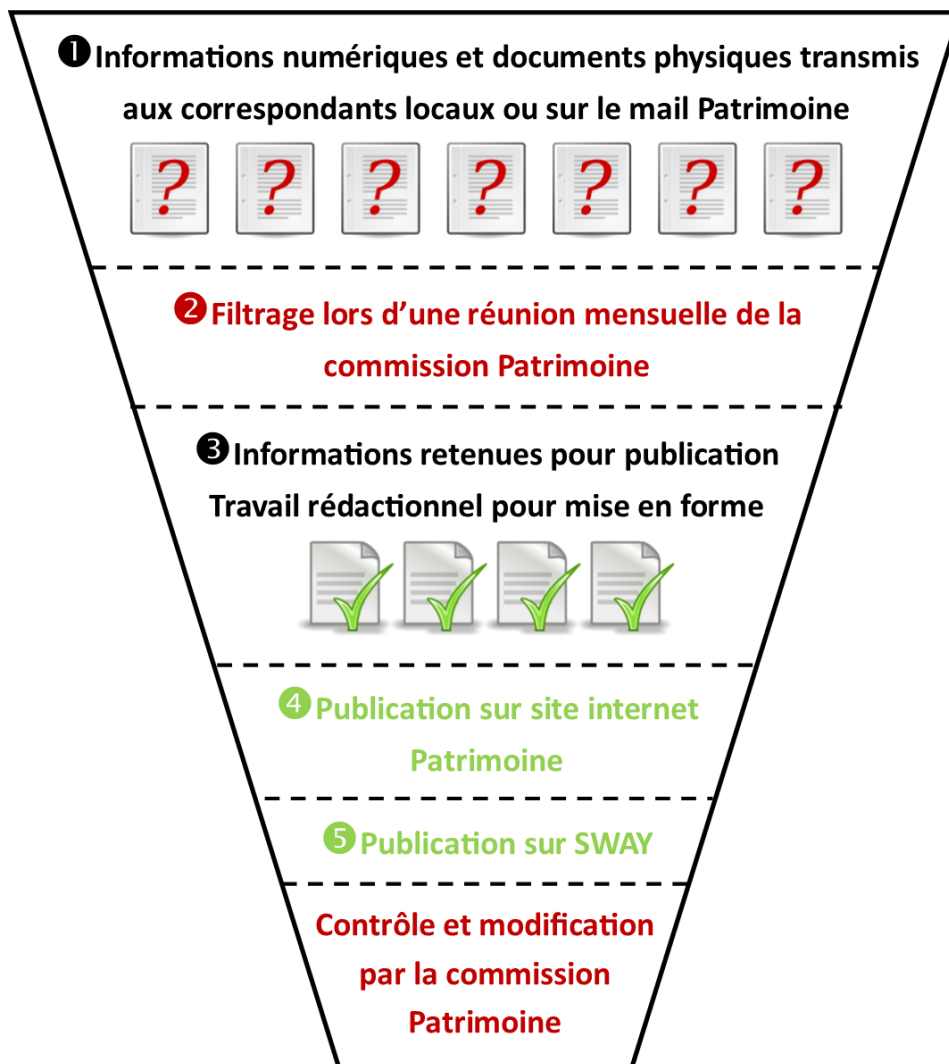 ❶Informations numériques et documents physiques transmis
aux correspondants locaux ou sur le mail Patrimoine
? ? ? ? ? ? ?
❷Filtrage lors d’une réunion mensuelle de la
commission Patrimoine
❸Informations retenues pour publication
Travail rédactionnel pour mise en forme
❹Publication sur site internet
Patrimoine
❺Publication sur SWAY
Contrôle et modification
par la commission
Patrimoine